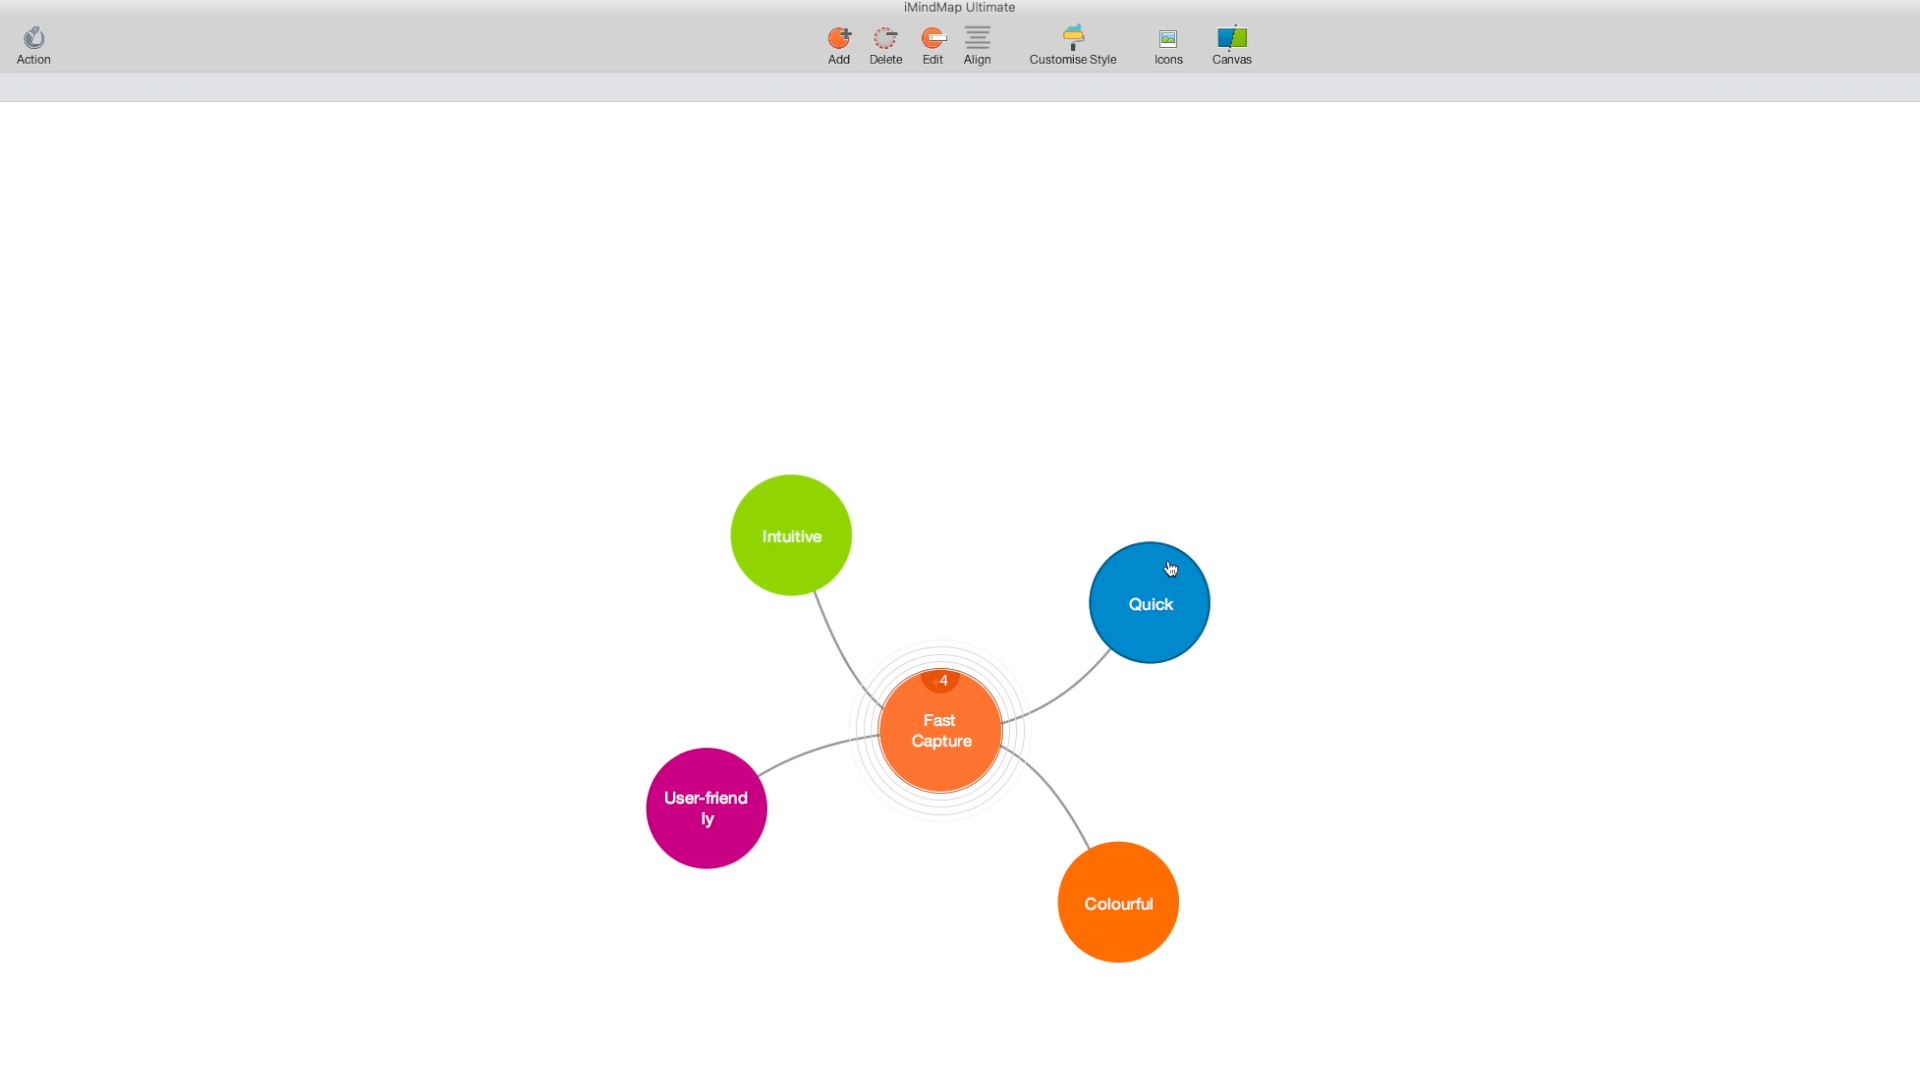 iMindMap Ultimate
Action
Add
Delete
Edit
Align
Customise Style
Icons
Canvas
Intuitive
Quick
+4
Fast
Capture
User-friend
ly
Colourful